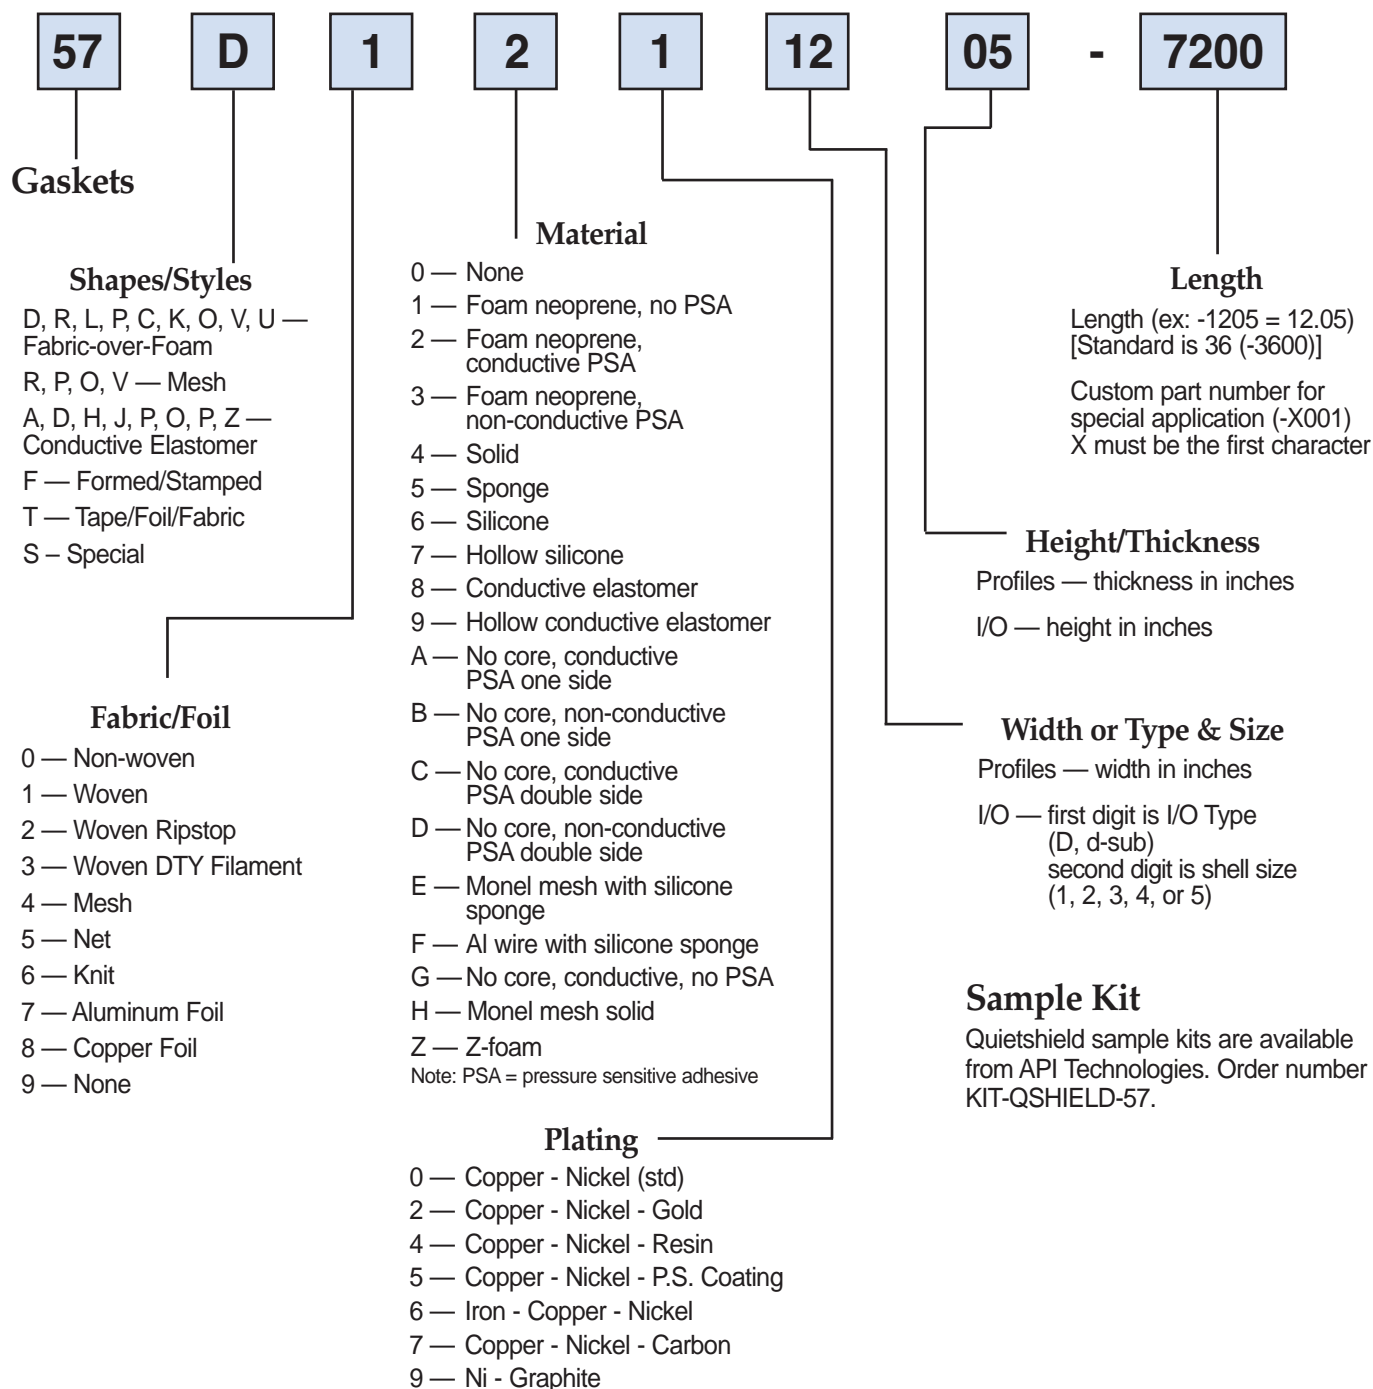 57 D 1 2 1 12 05 - 7200
Gaskets
Shapes/Styles
D, R, L, P, C, K, O, V, U —
Fabric-over-Foam
R, P, O, V — Mesh
A, D, H, J, P, O, P, Z —
Conductive Elastomer
F — Formed/Stamped
T — Tape/Foil/Fabric
S – Special
Fabric/Foil
0 — Non-woven
1 — Woven
2 — Woven Ripstop
3 — Woven DTY Filament
4 — Mesh
5 — Net
6 — Knit
7 — Aluminum Foil
8 — Copper Foil
9 — None
Material
0 — None
1 — Foam neoprene, no PSA
2 — Foam neoprene,
conductive PSA
3 — Foam neoprene,
non-conductive PSA
4 — Solid
5 — Sponge
6 — Silicone
7 — Hollow silicone
8 — Conductive elastomer
9 — Hollow conductive elastomer
A — No core, conductive
PSA one side
B — No core, non-conductive
PSA one side
C — No core, conductive
PSA double side
D — No core, non-conductive
PSA double side
E — Monel mesh with silicone
sponge
F — Al wire with silicone sponge
G — No core, conductive, no PSA
H — Monel mesh solid
Z — Z-foam
Note: PSA = pressure sensitive adhesive
Plating
0 — Copper - Nickel (std)
2 — Copper - Nickel - Gold
4 — Copper - Nickel - Resin
5 — Copper - Nickel - P.S. Coating
6 — Iron - Copper - Nickel
7 — Copper - Nickel - Carbon
9 — Ni - Graphite
Length
Length (ex: -1205 = 12.05)
[Standard is 36 (-3600)]
Custom part number for
special application (-X001)
X must be the first character
Height/Thickness
Profiles — thickness in inches
I/O — height in inches
Width or Type & Size
Profiles — width in inches
I/O — first digit is I/O Type
(D, d-sub)
second digit is shell size
(1, 2, 3, 4, or 5)
Sample Kit
Quietshield sample kits are available
from API Technologies. Order number
KIT-QSHIELD-57.